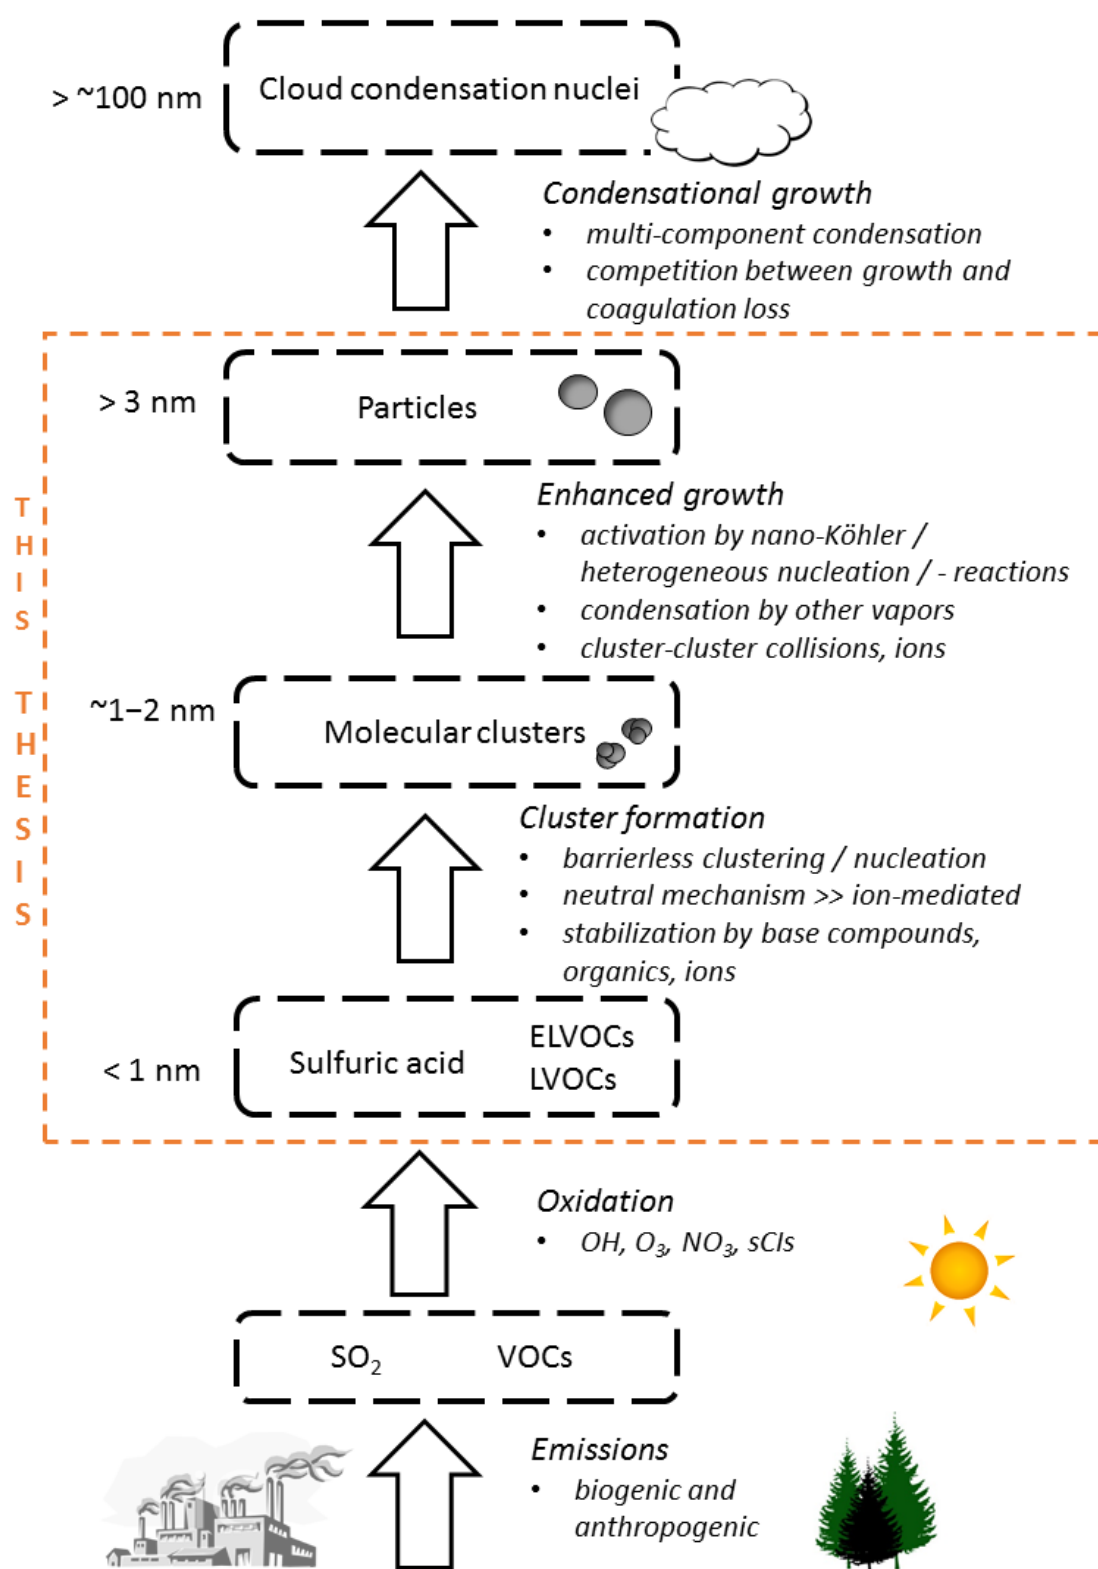 > ~100 nm
Cloud condensation nuclei
Condensational growth
• multi-component condensation
• competition between growth and
coagulation loss
> 3 nm
Particles
THIS THESIS
Enhanced growth
• activation by nano-Köhler /
heterogeneous nucleation / - reactions
• condensation by other vapors
• cluster-cluster collisions, ions
~1–2 nm
Molecular clusters
Cluster formation
• barrierless clustering / nucleation
• neutral mechanism >> ion-mediated
• stabilization by base compounds,
organics, ions
< 1 nm
Sulfuric acid
ELVOCs
LVOCs
Oxidation
• OH, O₃, NO₃, sCIs
SO₂ VOCs
Emissions
• biogenic and
anthropogenic